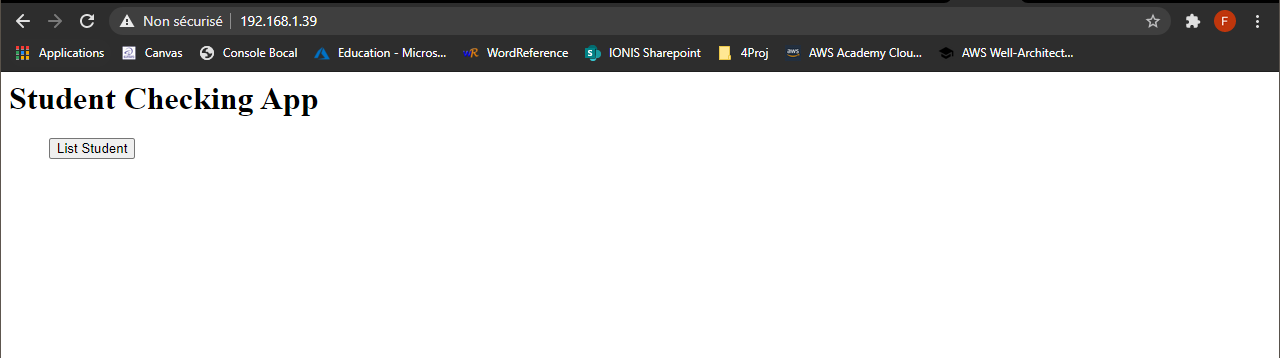 Non sécurisé 192.168.1.39 F
Applications Canvas Console Bocal Education - Micros... WordReference IONIS Sharepoint 4Proj aws AWS Academy Clou... AWS Well-Architect...
Student Checking App
List Student